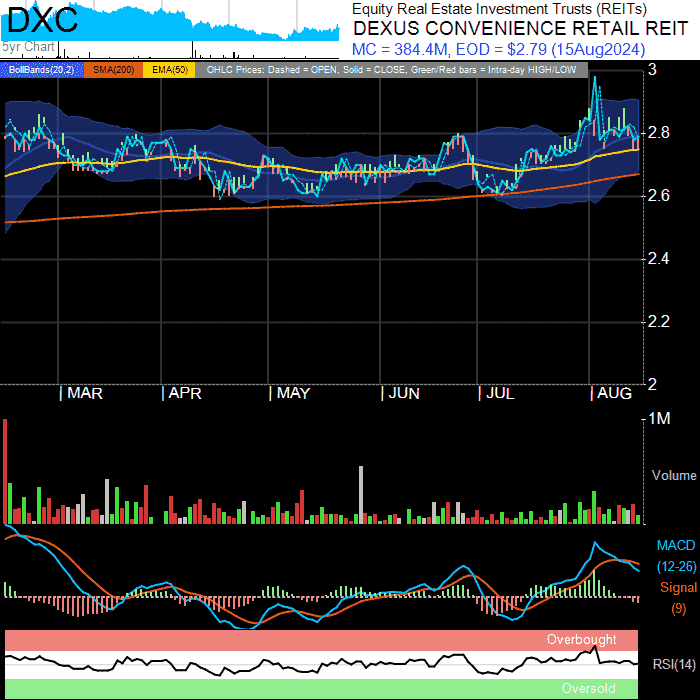 DXC
5yr Chart
Equity Real Estate Investment Trusts (REITs)
DEXUS CONVENIENCE RETAIL REIT
MC = 384.4M, EOD = $2.79 (15Aug2024)
BollBands(20,2) SMA(200) EMA(50) OHLC Prices: Dashed = OPEN, Solid = CLOSE, Green/Red bars = Intra-day HIGH/LOW
3
2.8
2.6
2.4
2.2
2
MAR APR MAY JUN JUL AUG
1M
Volume
MACD
(12-26)
Signal
(9)
Overbought
RSI(14)
Oversold